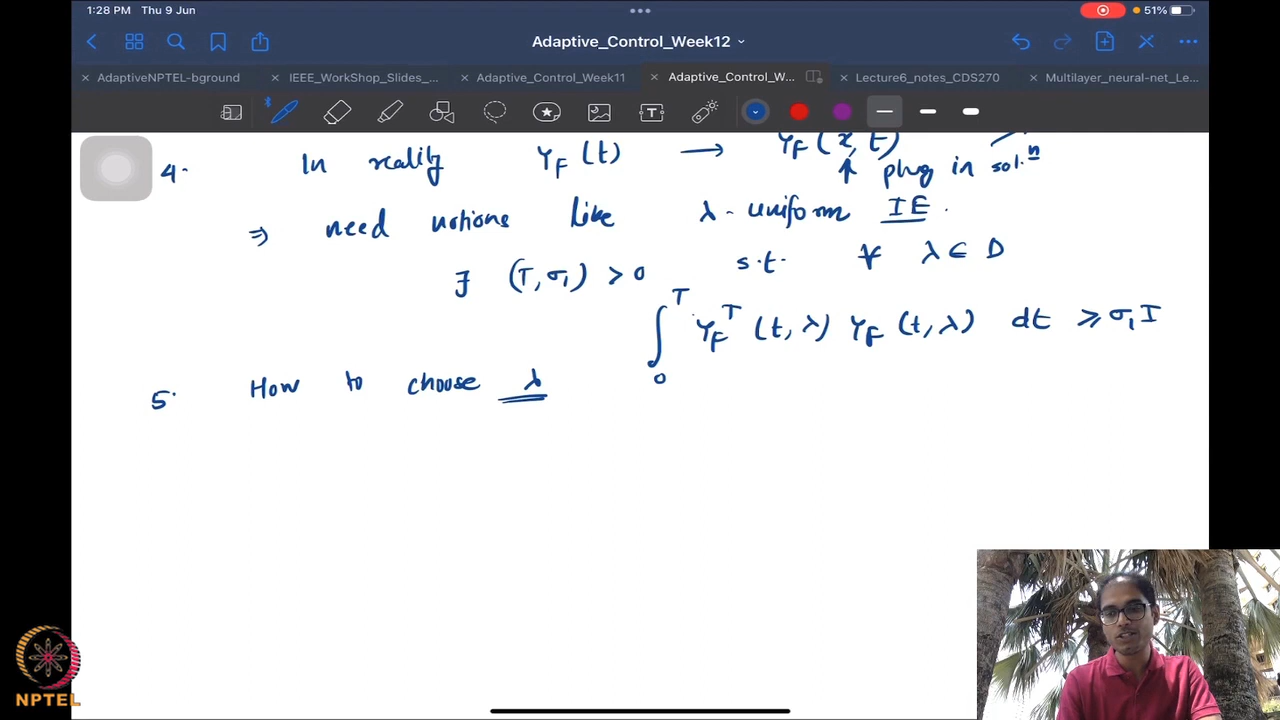 1:28 PM Thu 9 Jun
51%
Adaptive_Control_Week12
AdaptiveNPTEL-bground
IEEE_WorkShop_Slides_...
Adaptive_Control_Week11
Adaptive_Control_W...
Lecture6_notes_CDS270
Multilayer_neural-net_Le...
4. In reality Y_F(t) → Y_F(x, t)
↑ plug in sol.ⁿ
⇒ need notions like λ-uniform IE.
∃ (T, σ₁) > 0 s.t. ∀ λ ∈ D
∫₀ᵀ Y_Fᵀ(t, λ) Y_F(t, λ) dt ≥ σ₁I
5. How to choose λ
NPTEL